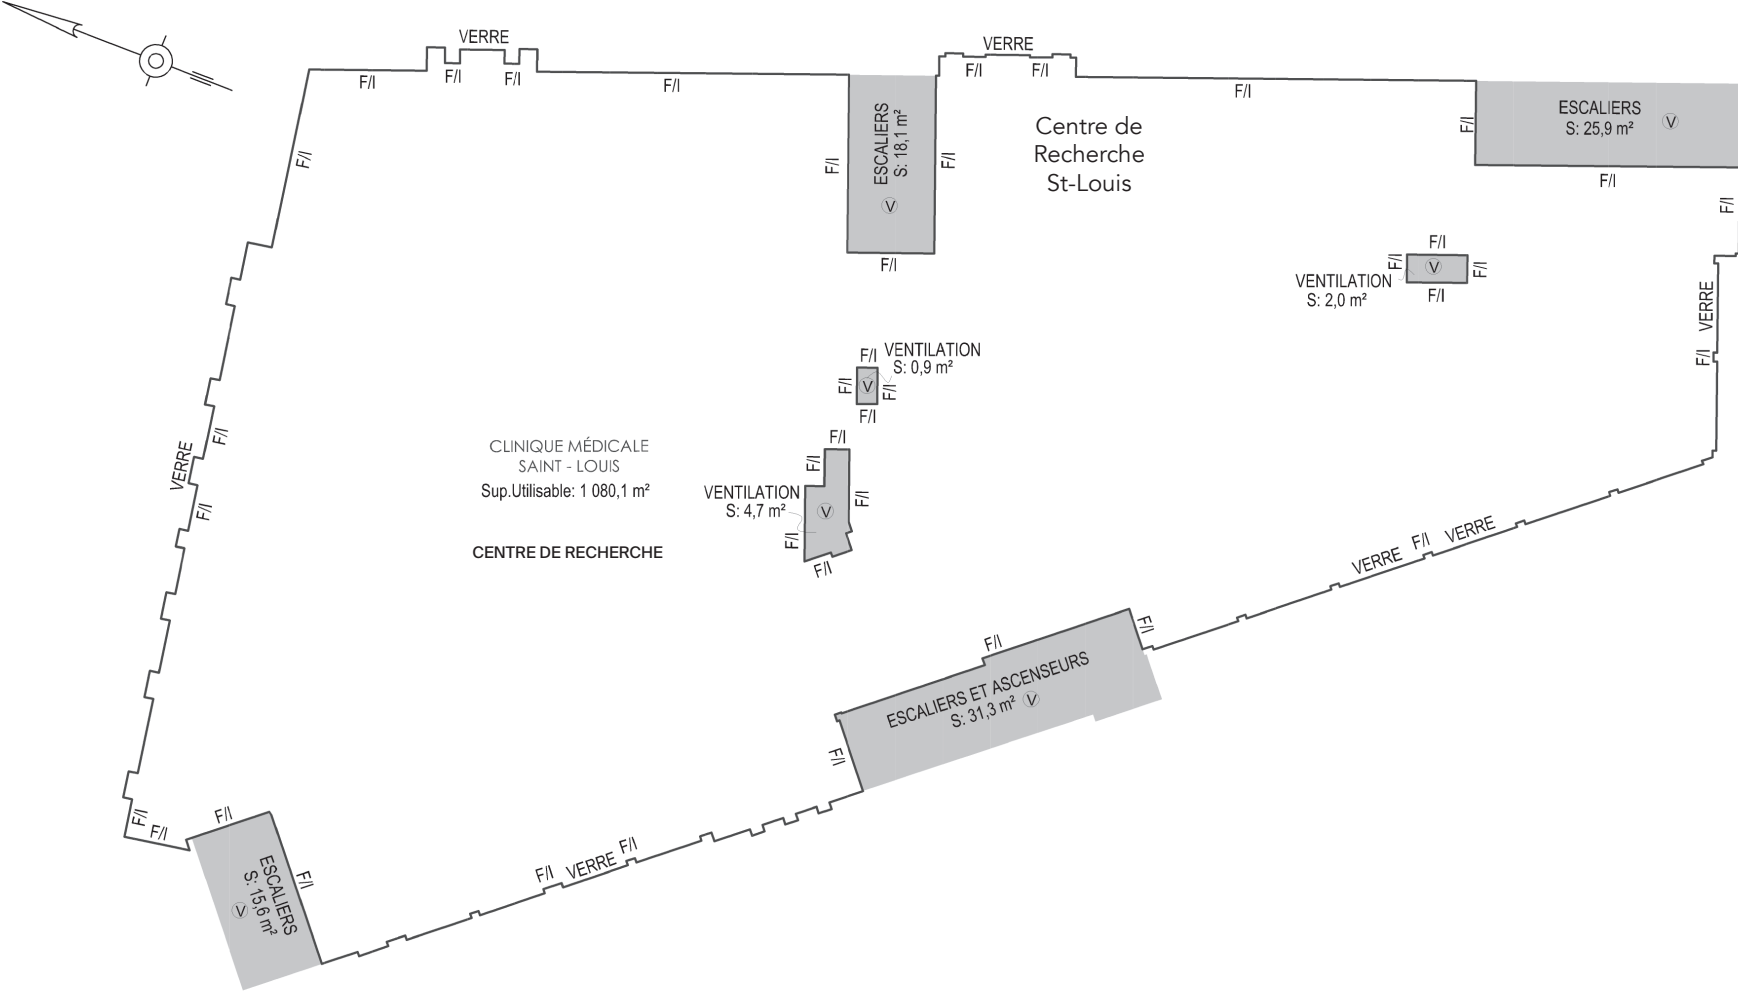 VERRE
F/I
F/I
F/I
F/I
VERRE
F/I
F/I
F/I
F/I
F/I
ESCALIERS
S: 18,1 m²
V
F/I
F/I
Centre de
Recherche
St-Louis
F/I
ESCALIERS
S: 25,9 m²
V
F/I
F/I
F/I
F/I
F/I
V
VENTILATION
S: 2,0 m²
F/I
VERRE
F/I
F/I
VENTILATION
S: 0,9 m²
F/I
V
F/I
F/I
F/I
VERRE
F/I
CLINIQUE MÉDICALE
SAINT - LOUIS
Sup.Utilisable: 1 080,1 m²
CENTRE DE RECHERCHE
F/I
F/I
VENTILATION
S: 4,7 m²
V
F/I
F/I
F/I
VERRE
F/I
VERRE
F/I
F/I
ESCALIERS ET ASCENSEURS
S: 31,3 m²
V
F/I
F/I
F/I
F/I
ESCALIERS
S: 15,6 m²
V
F/I
F/I
VERRE
F/I